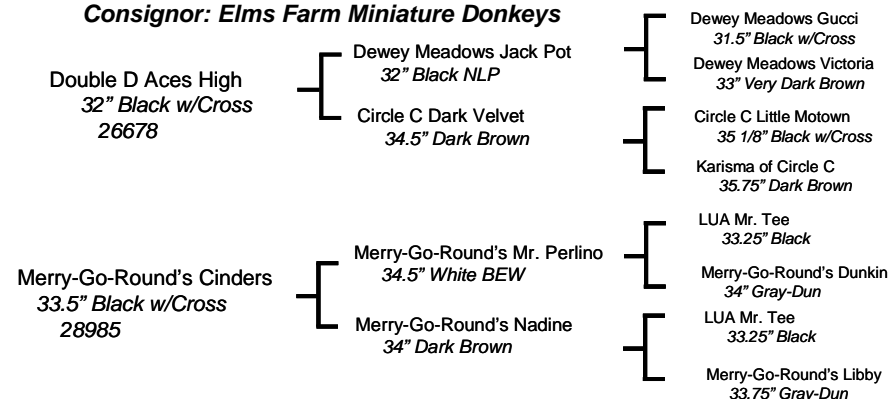 Consignor: Elms Farm Miniature Donkeys
Double D Aces High
32” Black w/Cross
26678
Dewey Meadows Jack Pot
32” Black NLP
Circle C Dark Velvet
34.5” Dark Brown
Dewey Meadows Gucci
31.5” Black w/Cross
Dewey Meadows Victoria
33” Very Dark Brown
Circle C Little Motown
35 1/8” Black w/Cross
Karisma of Circle C
35.75” Dark Brown
Merry-Go-Round’s Cinders
33.5” Black w/Cross
28985
Merry-Go-Round’s Mr. Perlino
34.5” White BEW
Merry-Go-Round’s Nadine
34” Dark Brown
LUA Mr. Tee
33.25” Black
Merry-Go-Round’s Dunkin
34” Gray-Dun
LUA Mr. Tee
33.25” Black
Merry-Go-Round’s Libby
33.75” Gray-Dun